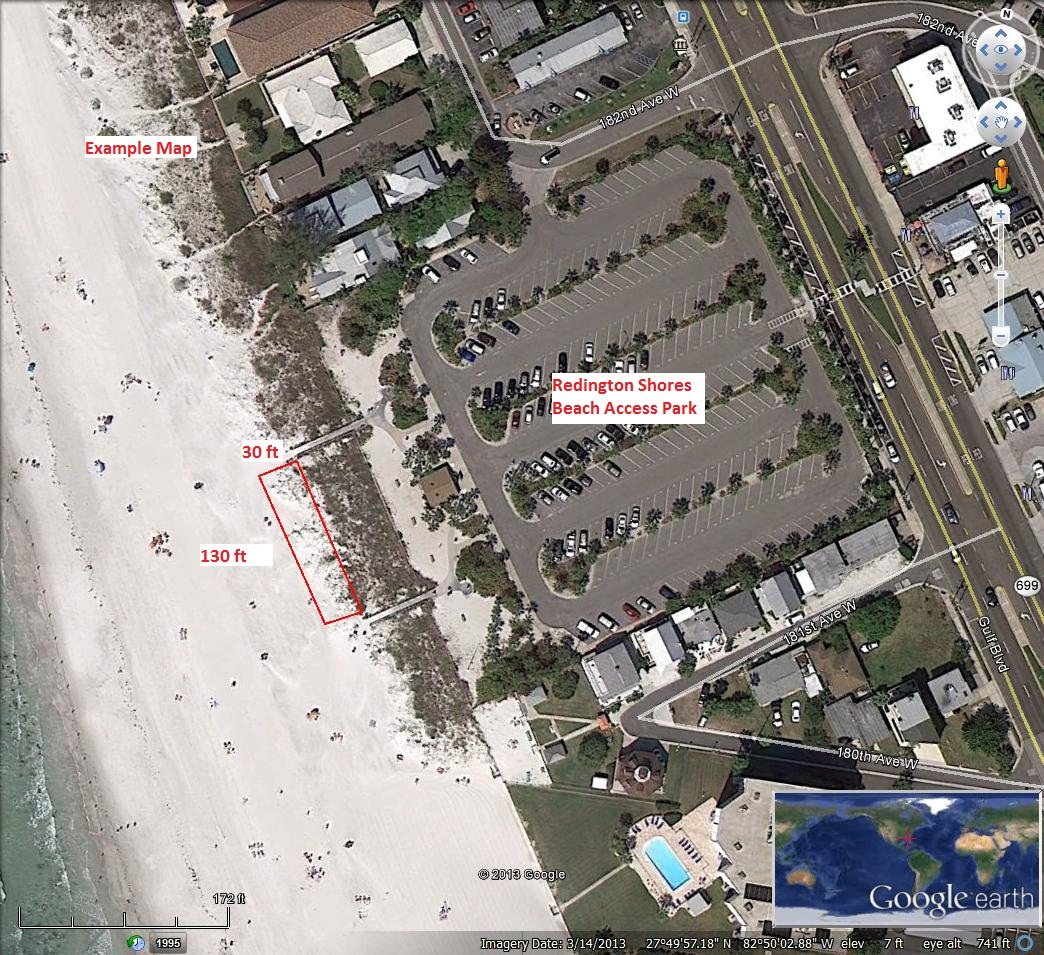 182nd Ave
N
182nd Ave W
Example Map
Redington Shores
Beach Access Park
30 ft
130 ft
699
181st Ave W
Gulf Blvd
180th Ave W
© 2013 Google
172 ft
Google earth
1995
Imagery Date: 3/14/2013 27°49'57.18" N 82°50'02.88" W elev 7 ft eye alt 741 ft